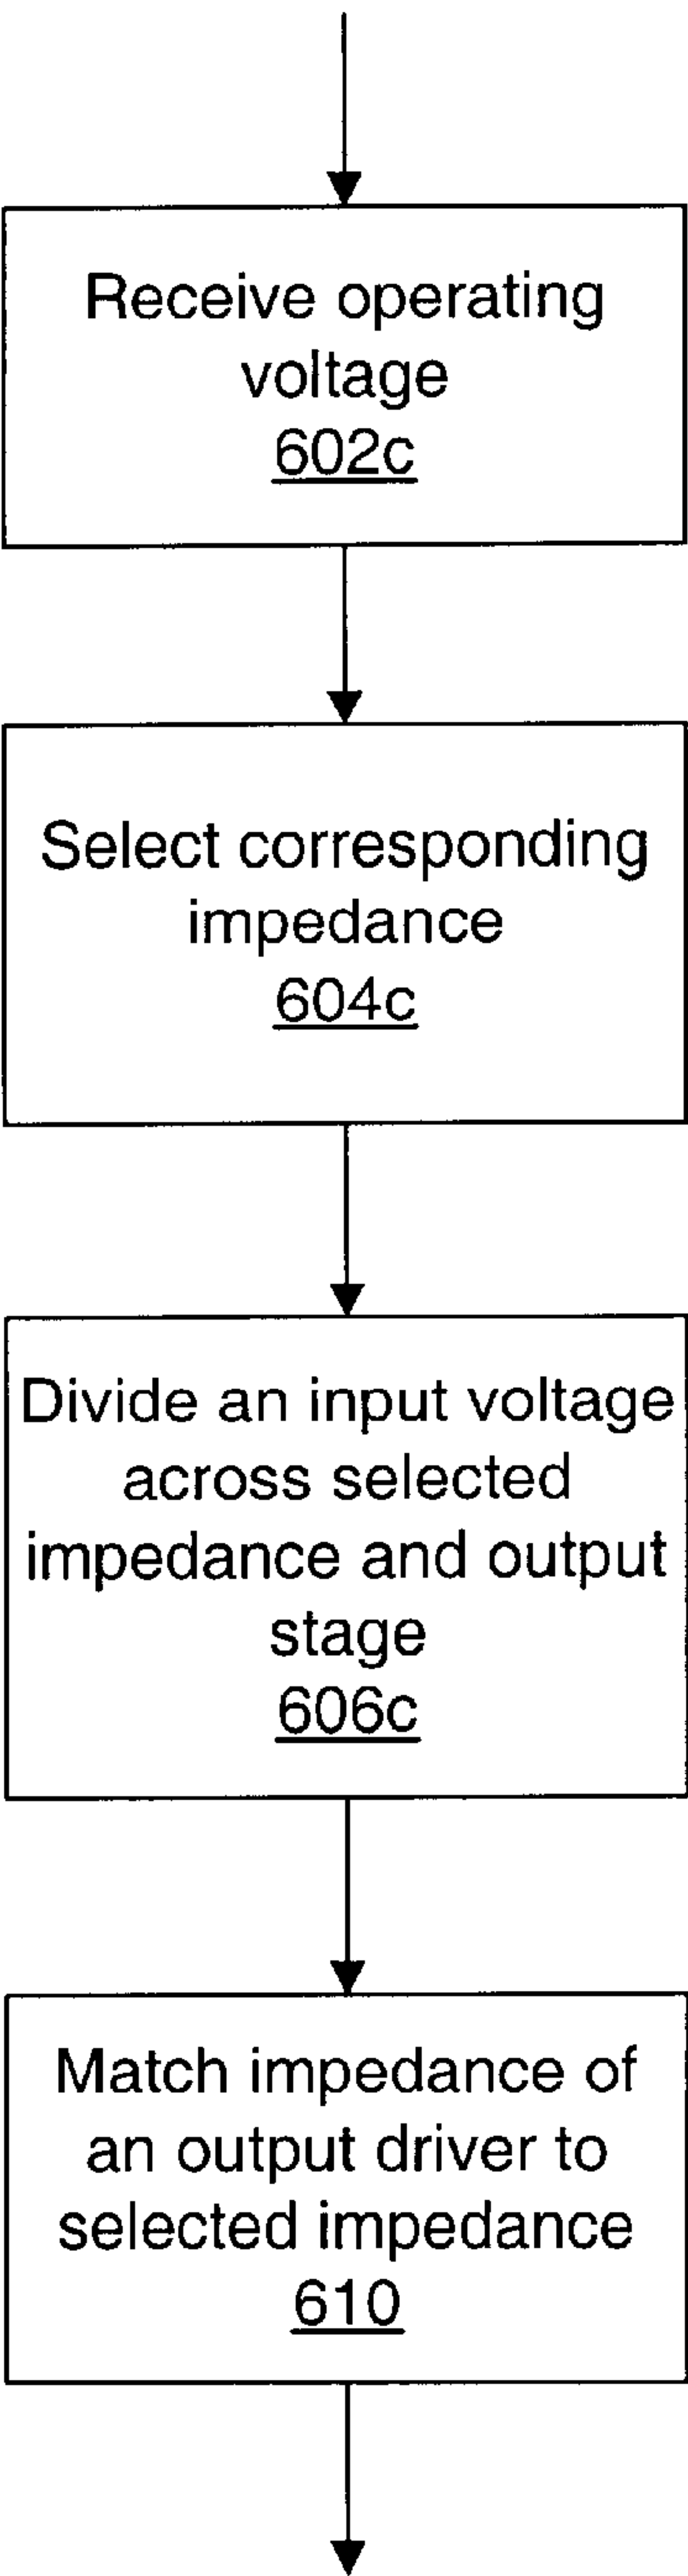 Receive operating
voltage
602c
Select corresponding
impedance
604c
Divide an input voltage
across selected
impedance and output
stage
606c
Match impedance of
an output driver to
selected impedance
610